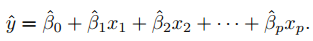 ŷ = β̂₀ + β̂₁x₁ + β̂₂x₂ + ⋯ + β̂ₚxₚ.